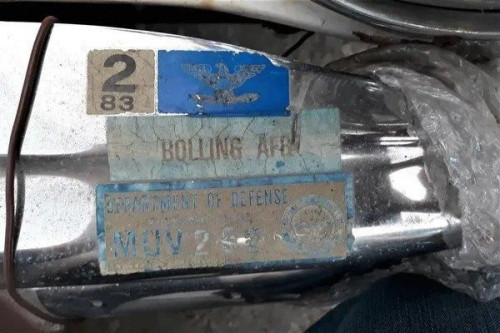 2
83
BOLLING AFB
DEPARTMENT OF DEFENSE